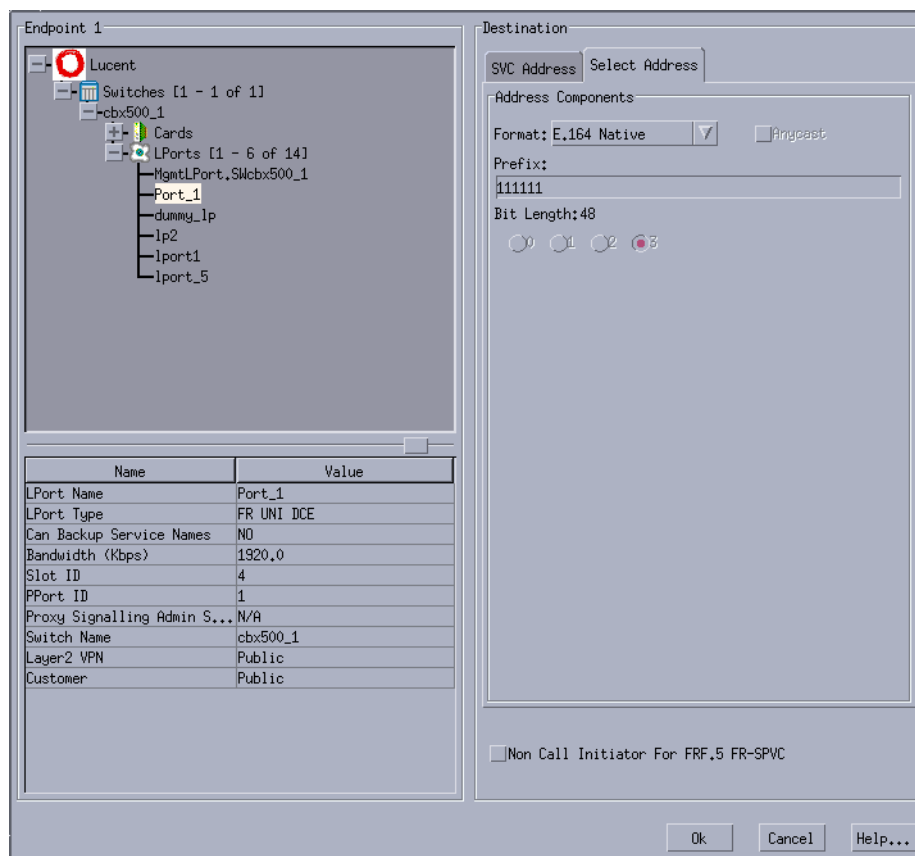 Endpoint 1
Lucent
Switches [1 - 1 of 1]
cbx500_1
Cards
LPorts [1 - 6 of 14]
MgmtLPort.SWcbx500_1
Port_1
dummy_lp
lp2
lport1
lport_5
Name Value
LPort Name Port_1
LPort Type FR UNI DCE
Can Backup Service Names NO
Bandwidth (Kbps) 1920.0
Slot ID 4
PPort ID 1
Proxy Signalling Admin S... N/A
Switch Name cbx500_1
Layer2 VPN Public
Customer Public
Destination
SVC Address Select Address
Address Components
Format: E.164 Native Anycast
Prefix:
111111
Bit Length:48
0 1 2 3
Non Call Initiator For FRF.5 FR-SPVC
Ok Cancel Help...